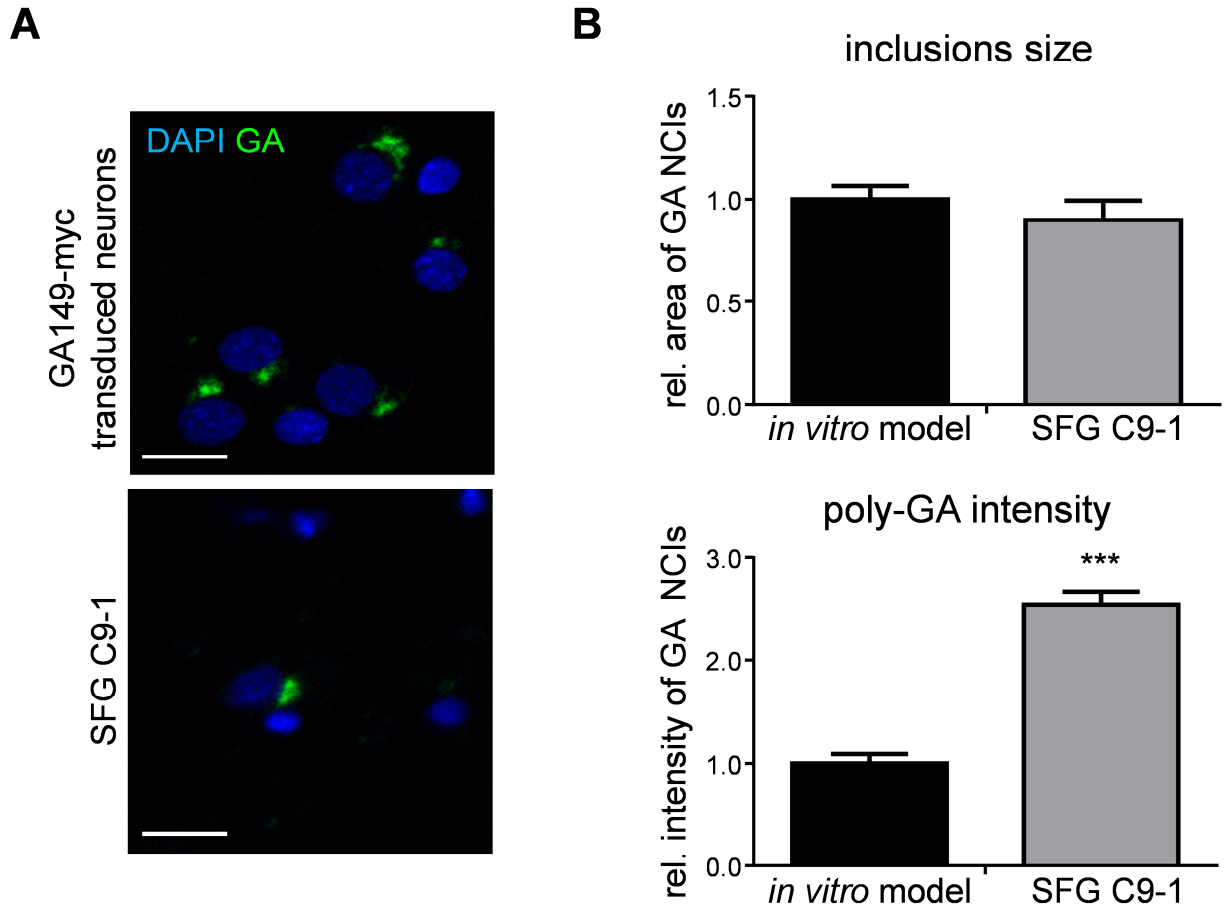 A
DAPI GA
GA149-myc
transduced neurons
SFG C9-1
B
inclusions size
rel. area of GA NCIs
1.5
1.0
0.5
0.0
in vitro model SFG C9-1
poly-GA intensity
rel. intensity of GA NCIs
3.0
2.0
1.0
0.0
***
in vitro model SFG C9-1